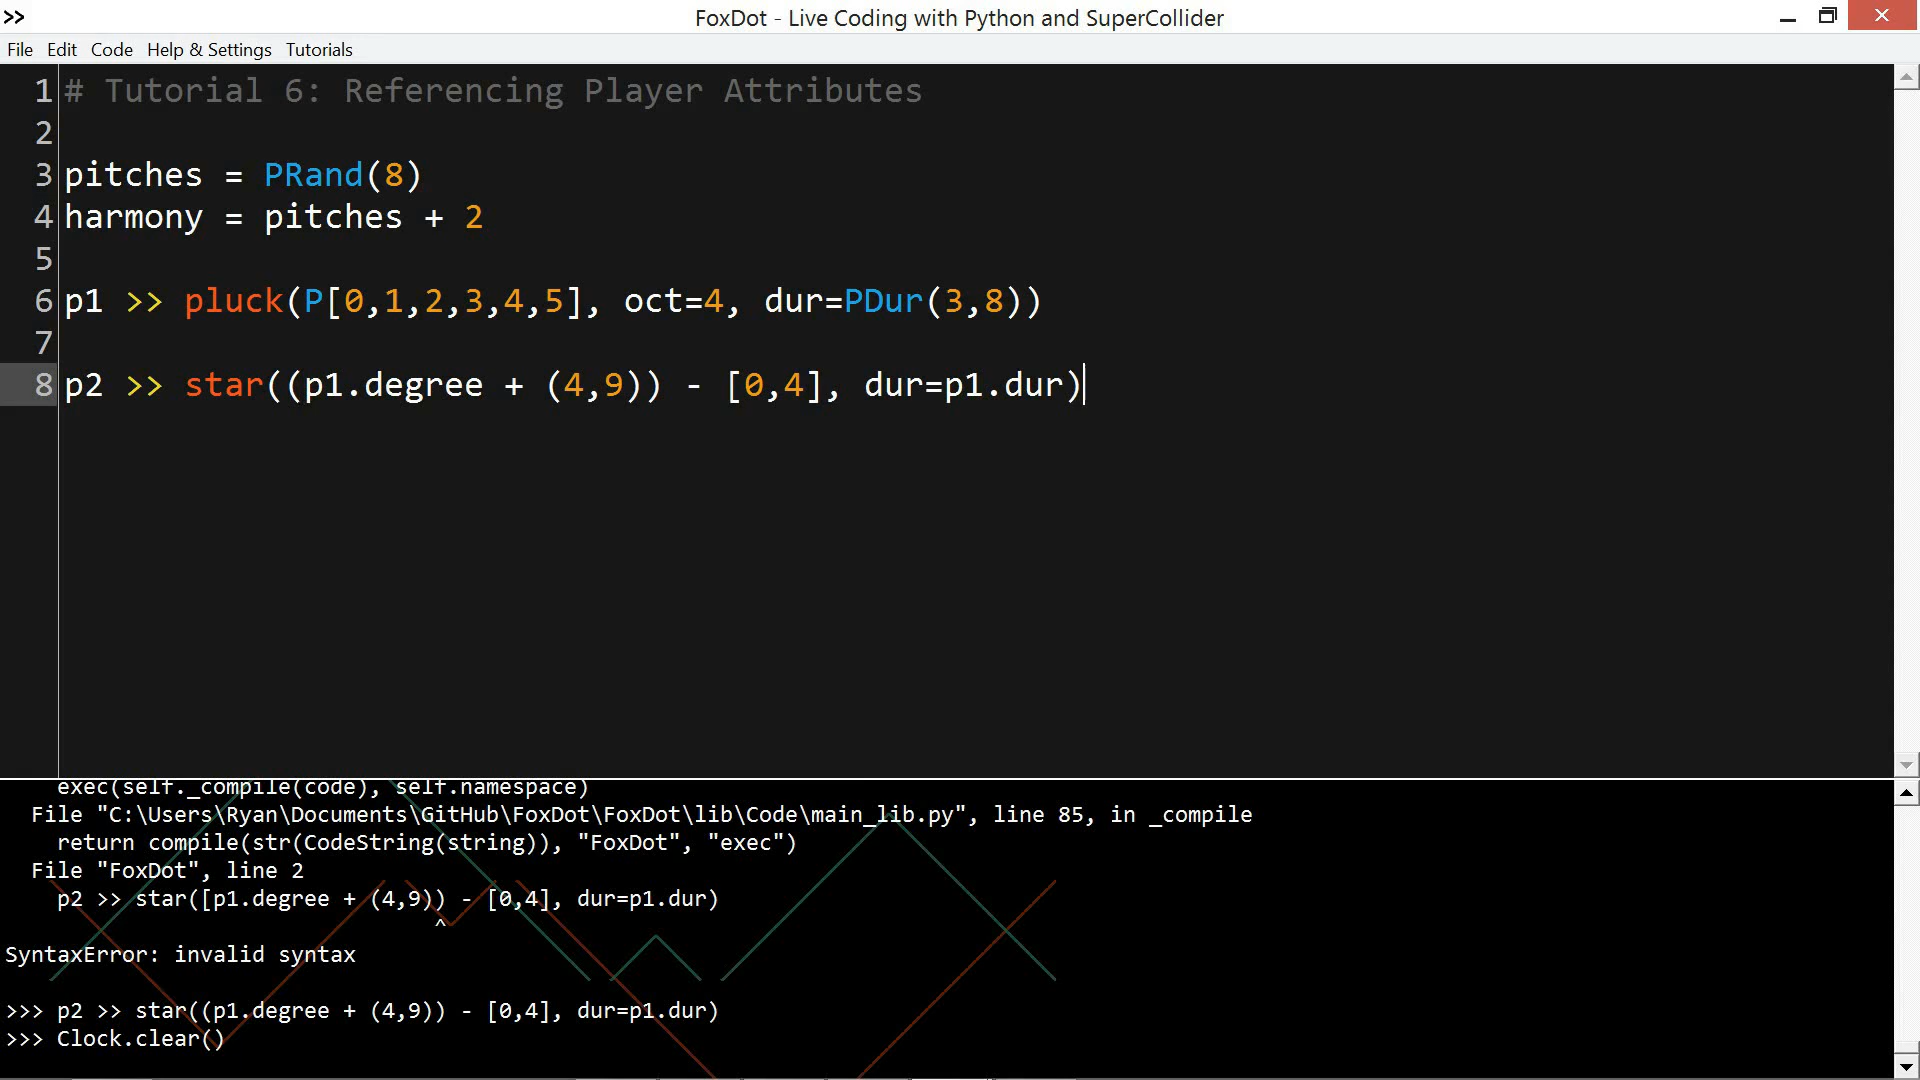 >>
FoxDot - Live Coding with Python and SuperCollider
File Edit Code Help & Settings Tutorials
1 # Tutorial 6: Referencing Player Attributes
2
3 pitches = PRand(8)
4 harmony = pitches + 2
5
6 p1 >> pluck(P[0,1,2,3,4,5], oct=4, dur=PDur(3,8))
7
8 p2 >> star((p1.degree + (4,9)) - [0,4], dur=p1.dur)
exec(self._compile(code), self.namespace)
File "C:\Users\Ryan\Documents\GitHub\FoxDot\FoxDot\lib\Code\main_lib.py", line 85, in _compile
return compile(str(CodeString(string)), "FoxDot", "exec")
File "FoxDot", line 2
p2 >> star([p1.degree + (4,9)) - [0,4], dur=p1.dur)
^
SyntaxError: invalid syntax
>>> p2 >> star((p1.degree + (4,9)) - [0,4], dur=p1.dur)
>>> Clock.clear()